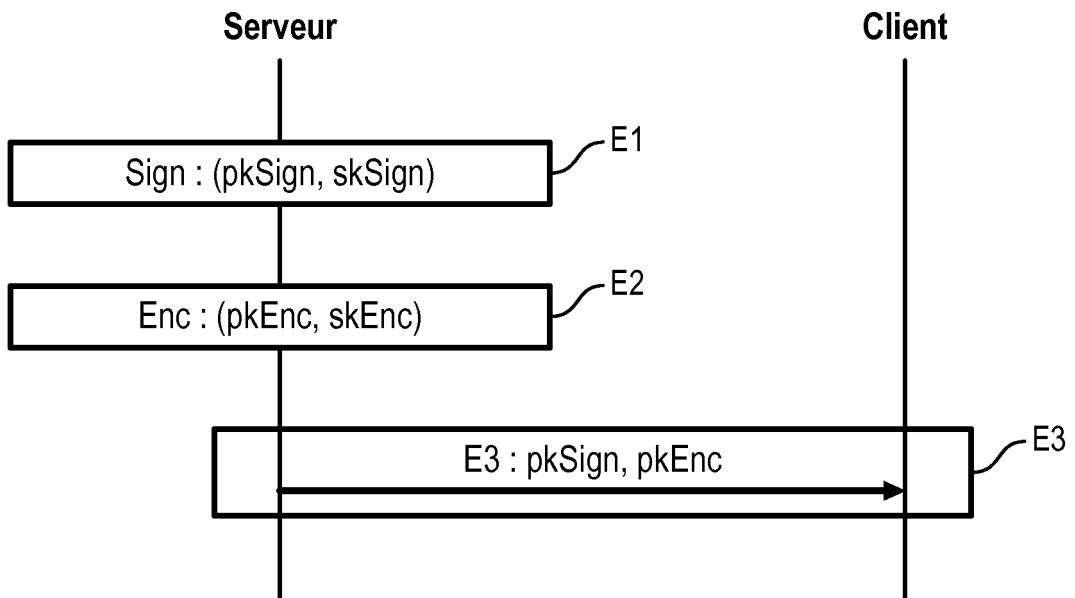 Serveur
Client
E1
Sign : (pkSign, skSign)
E2
Enc : (pkEnc, skEnc)
E3
E3 : pkSign, pkEnc